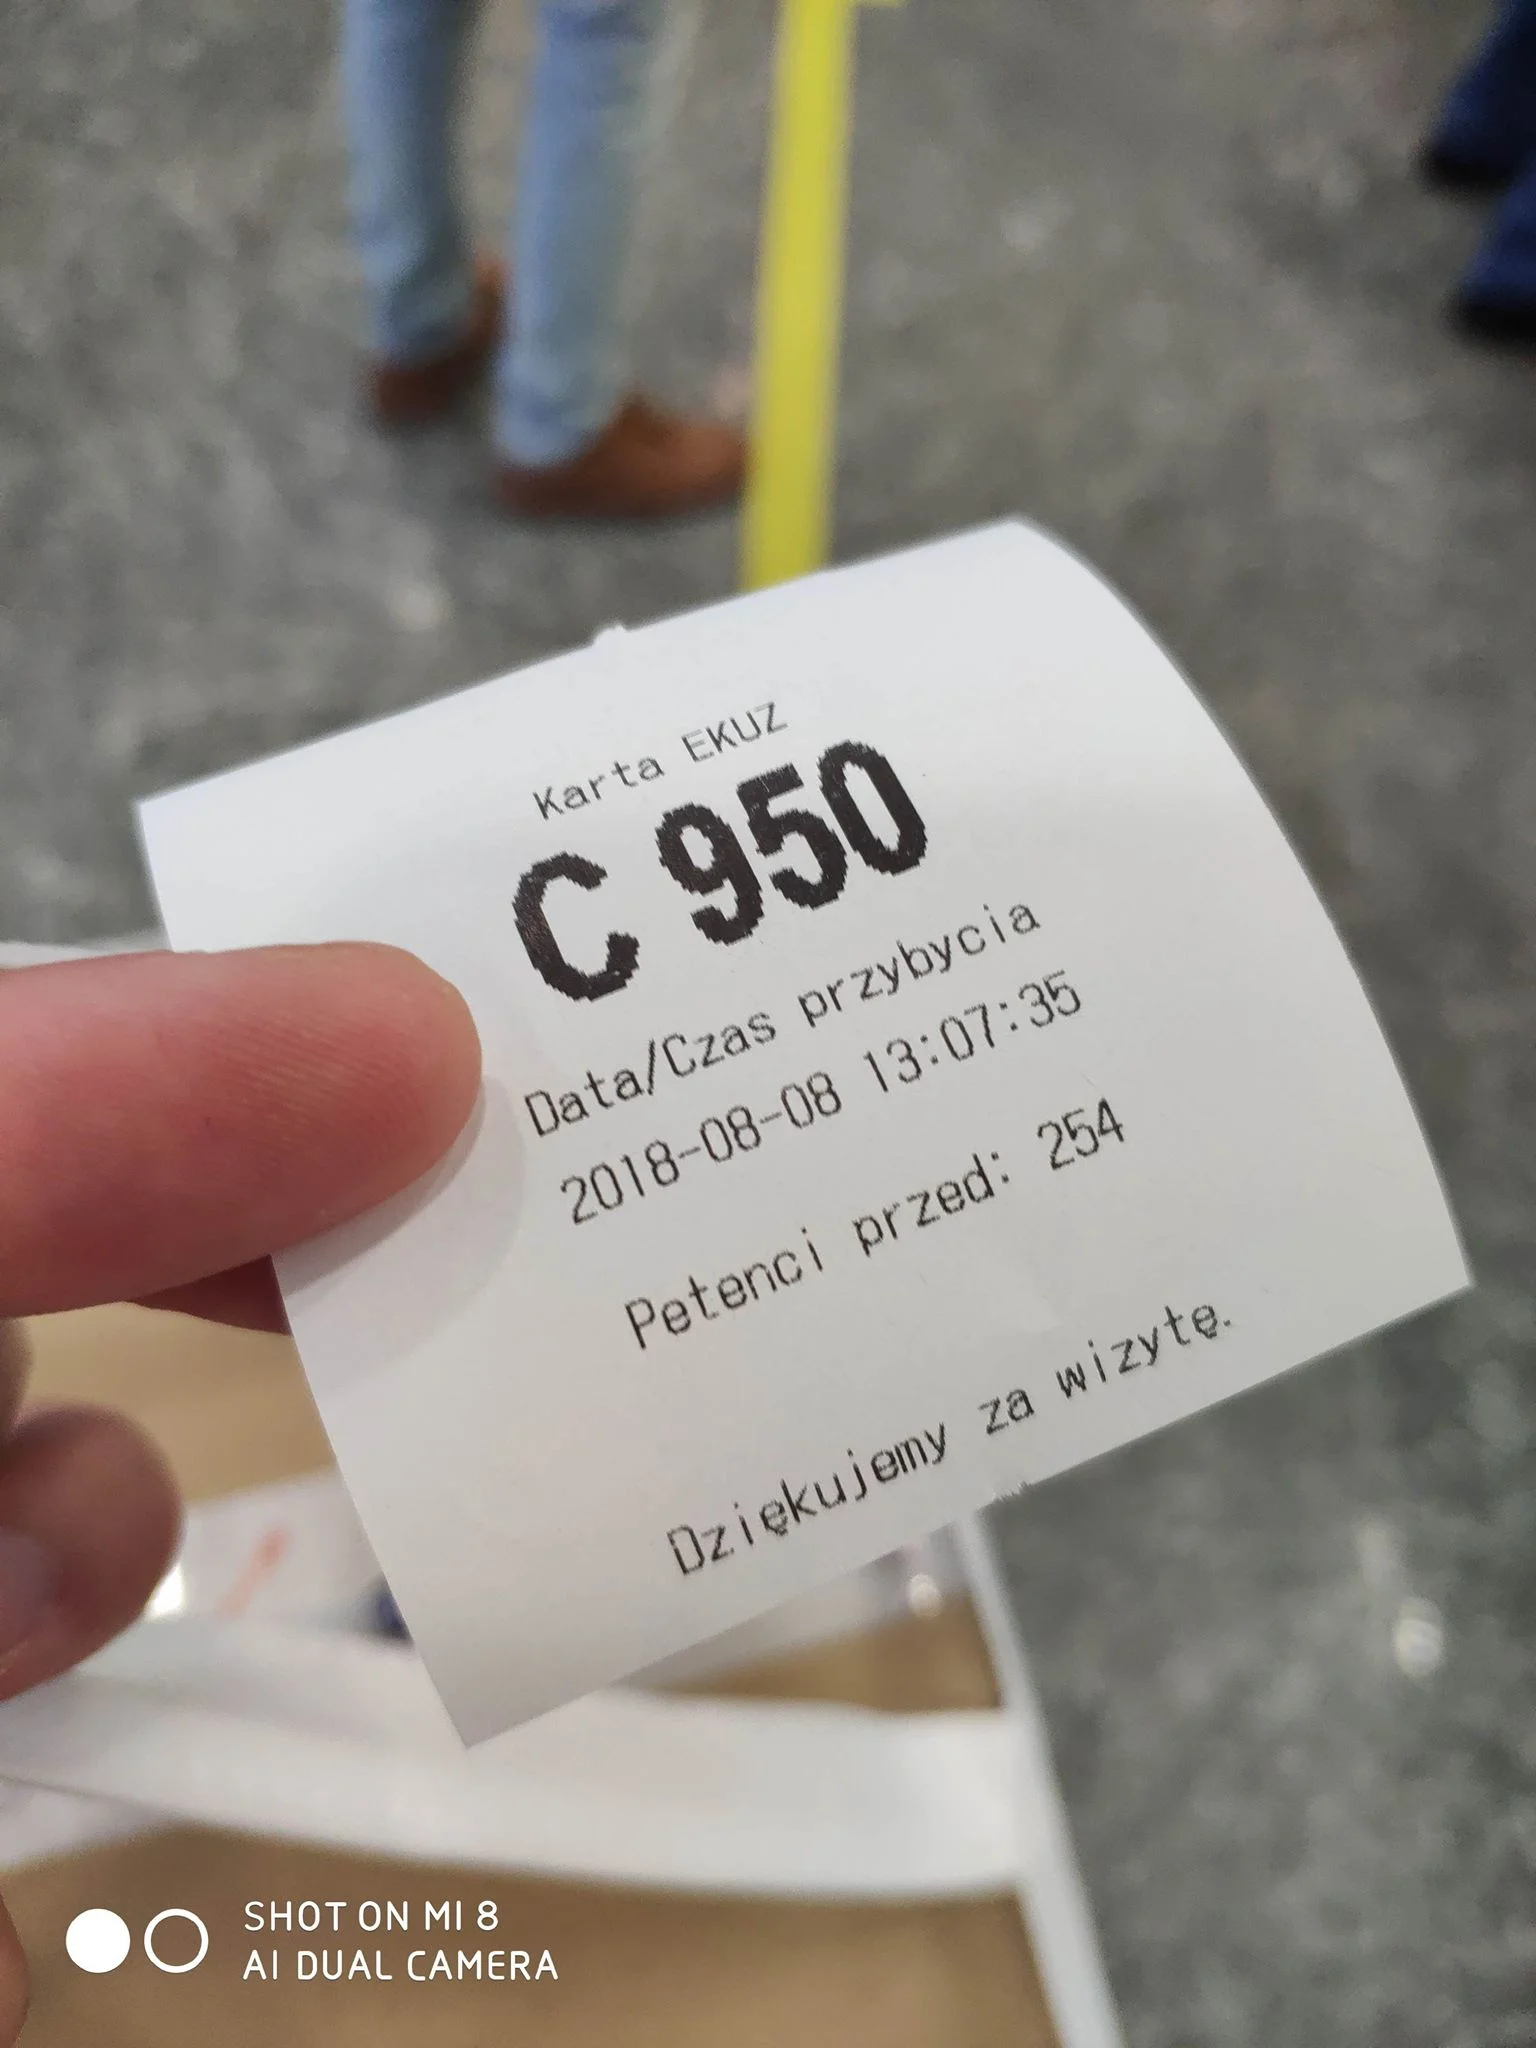 Karta EKUZ
C 950
Data/Czas przybycia
2018-08-08 13:07:35
Petenci przed: 254
Dziękujemy za wizytę.
SHOT ON MI 8
AI DUAL CAMERA